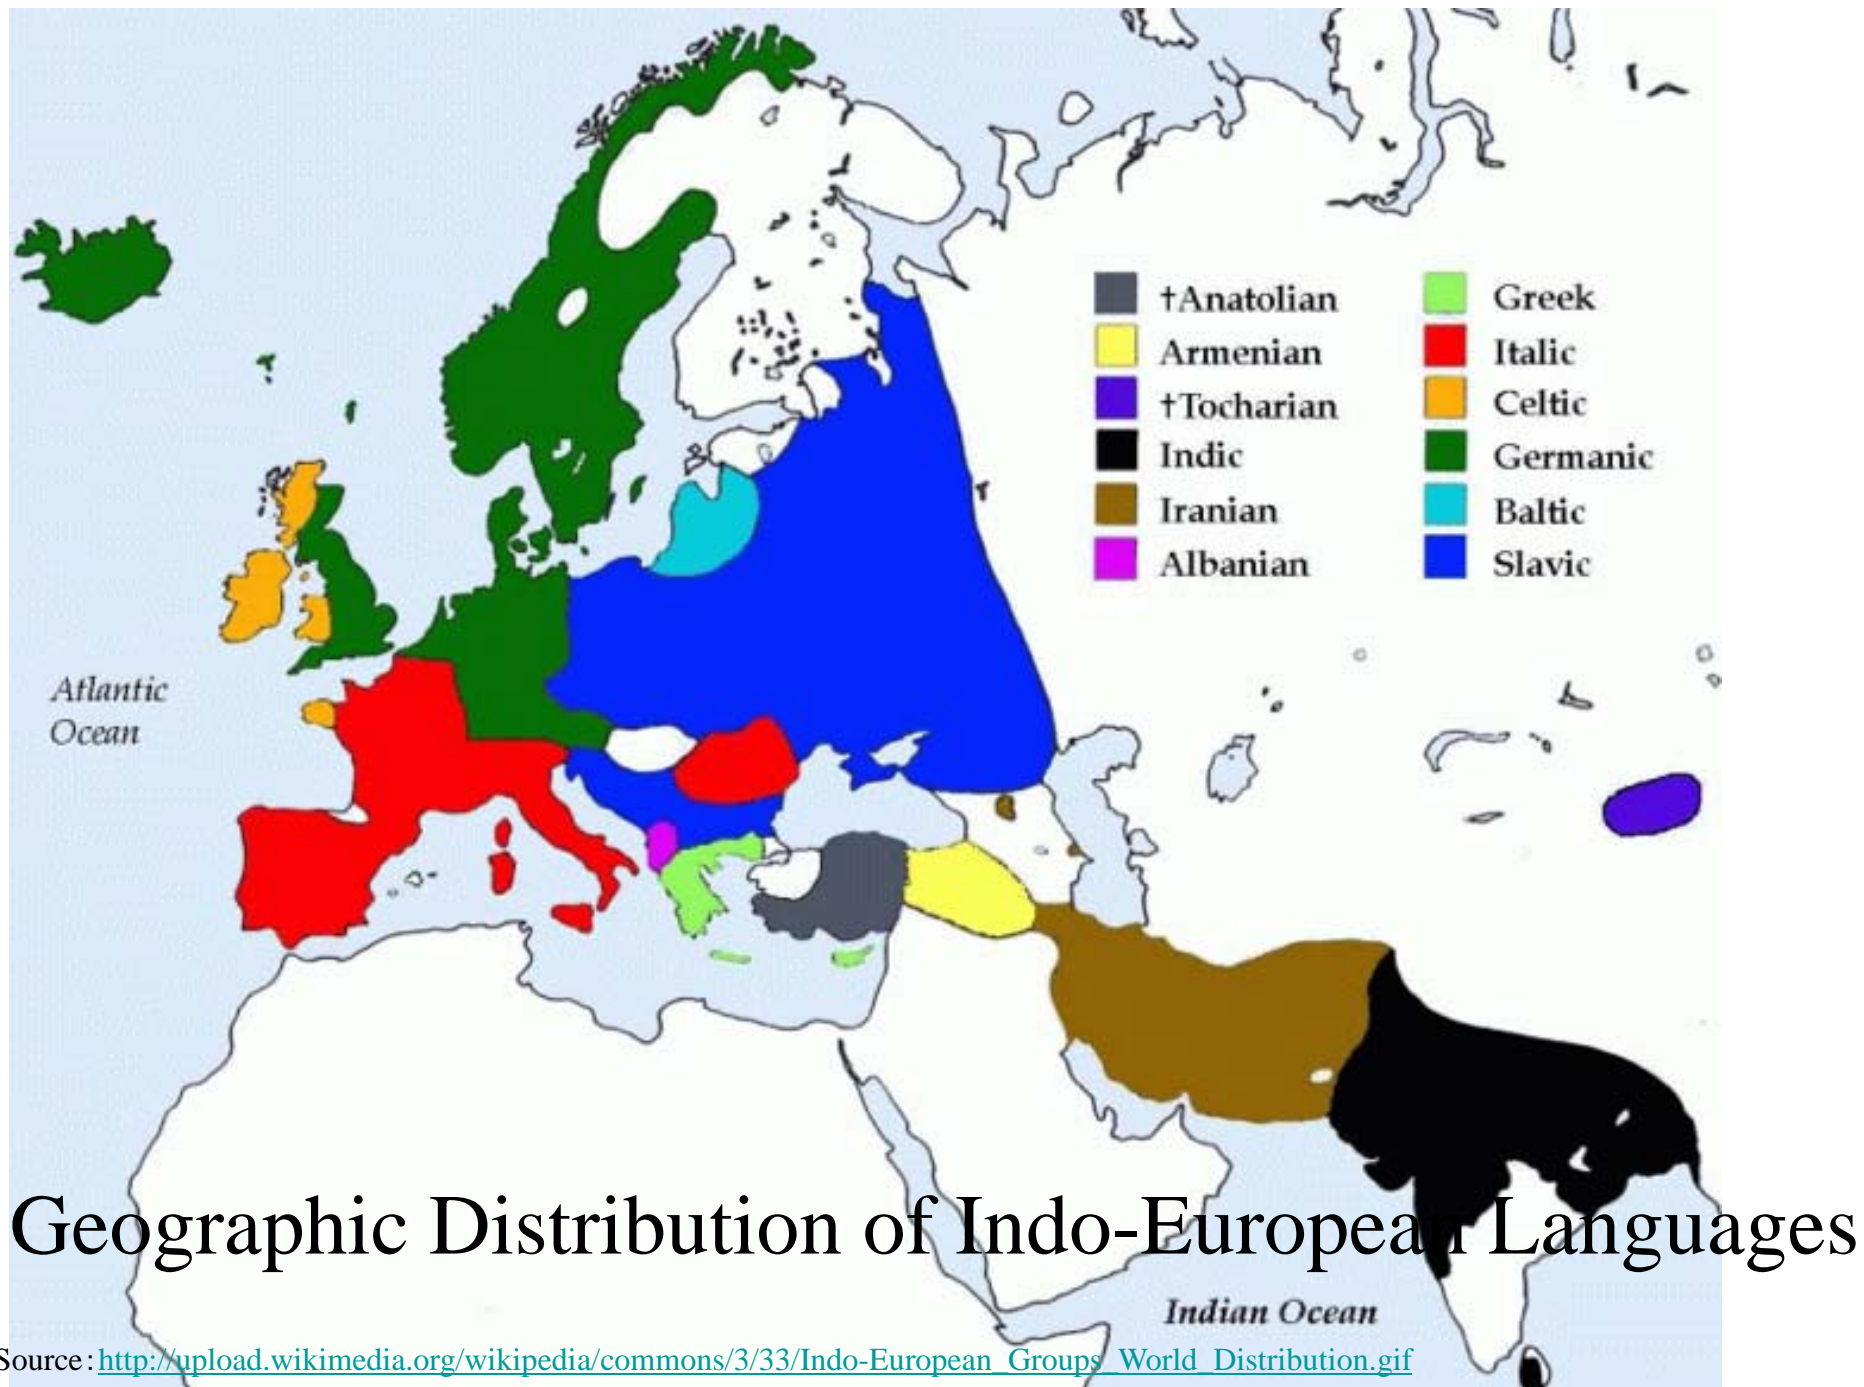 †Anatolian
Armenian
†Tocharian
Indic
Iranian
Albanian
Greek
Italic
Celtic
Germanic
Baltic
Slavic
Atlantic
Ocean
Geographic Distribution of Indo-European Languages
Indian Ocean
Source: http://upload.wikimedia.org/wikipedia/commons/3/33/Indo-European_Groups_World_Distribution.gif